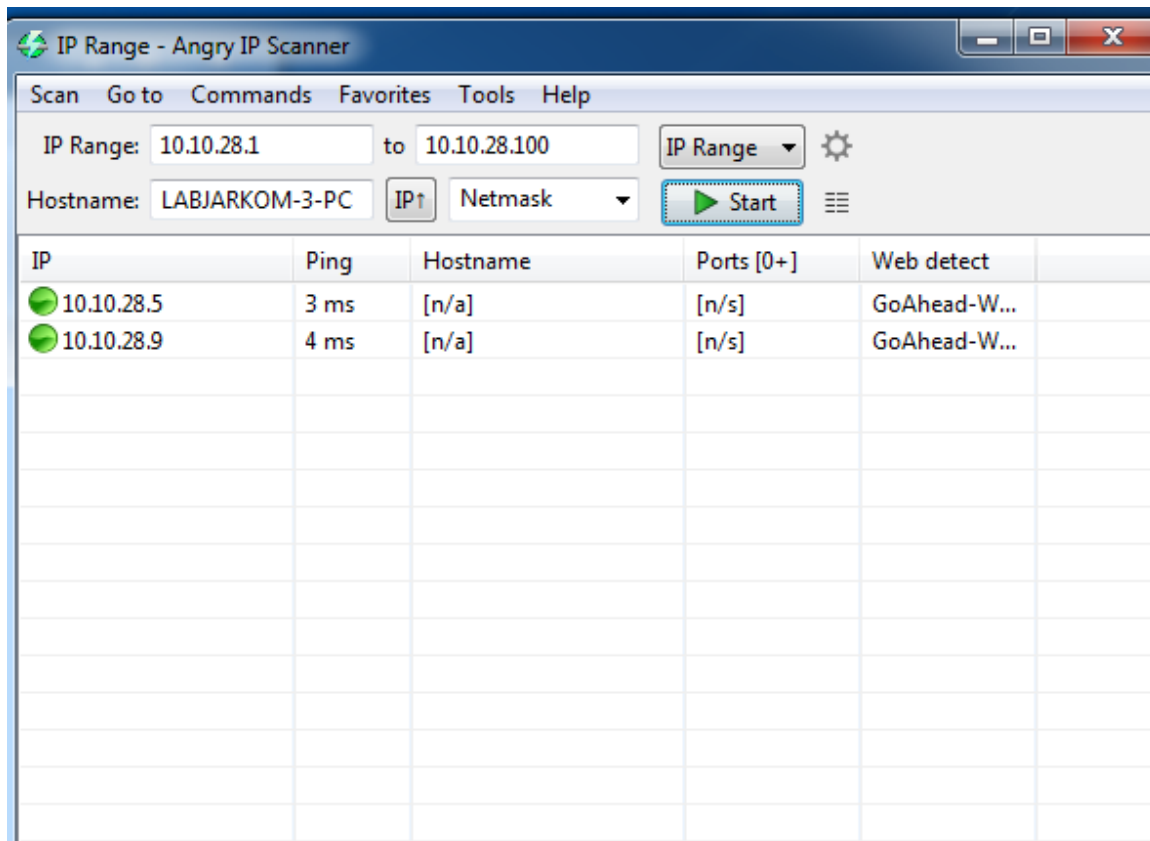 IP Range - Angry IP Scanner
Scan Go to Commands Favorites Tools Help
IP Range: 10.10.28.1 to 10.10.28.100 IP Range
Hostname: LABJARKOM-3-PC IP↑ Netmask Start
IP Ping Hostname Ports [0+] Web detect
10.10.28.5 3 ms [n/a] [n/s] GoAhead-W...
10.10.28.9 4 ms [n/a] [n/s] GoAhead-W...